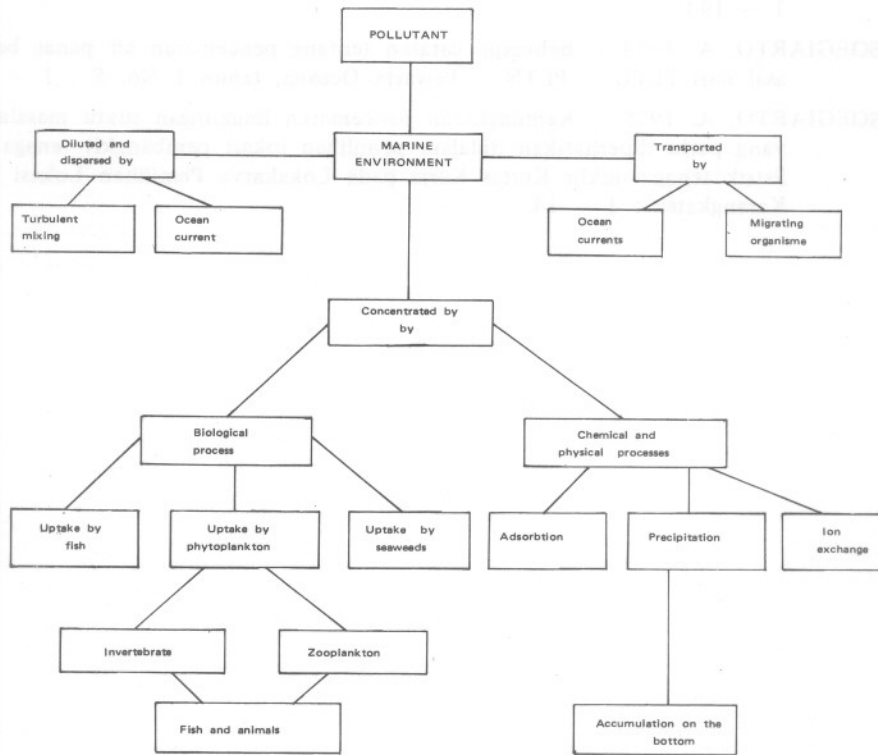 POLLUTANT
Diluted and
dispersed by
MARINE
ENVIRONMENT
Transported
by
Turbulent
mixing
Ocean
current
Ocean
currents
Migrating
organisme
Concentrated by
by
Biological
process
Chemical and
physical processes
Uptake by
fish
Uptake by
phytoplankton
Uptake by
seaweeds
Adsorbtion
Precipitation
Ion
exchange
Invertebrate
Zooplankton
Fish and animals
Accumulation on the
bottom